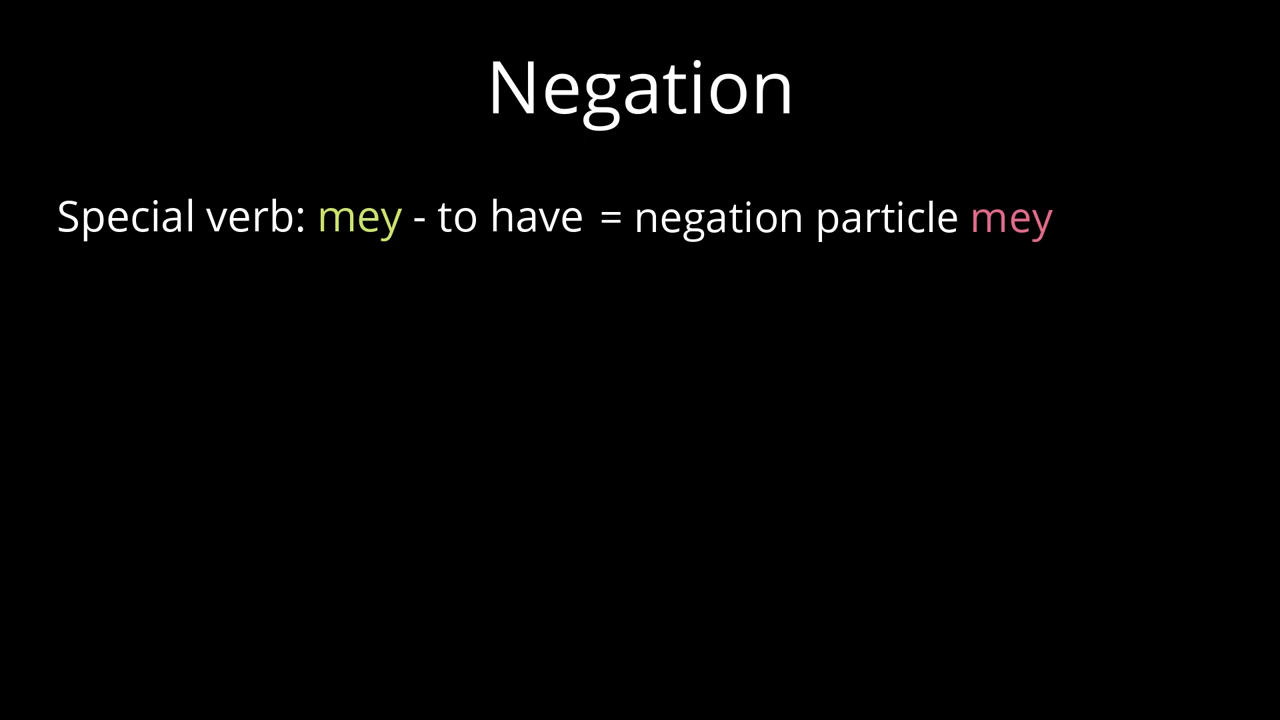 Negation
Special verb: mey - to have = negation particle mey